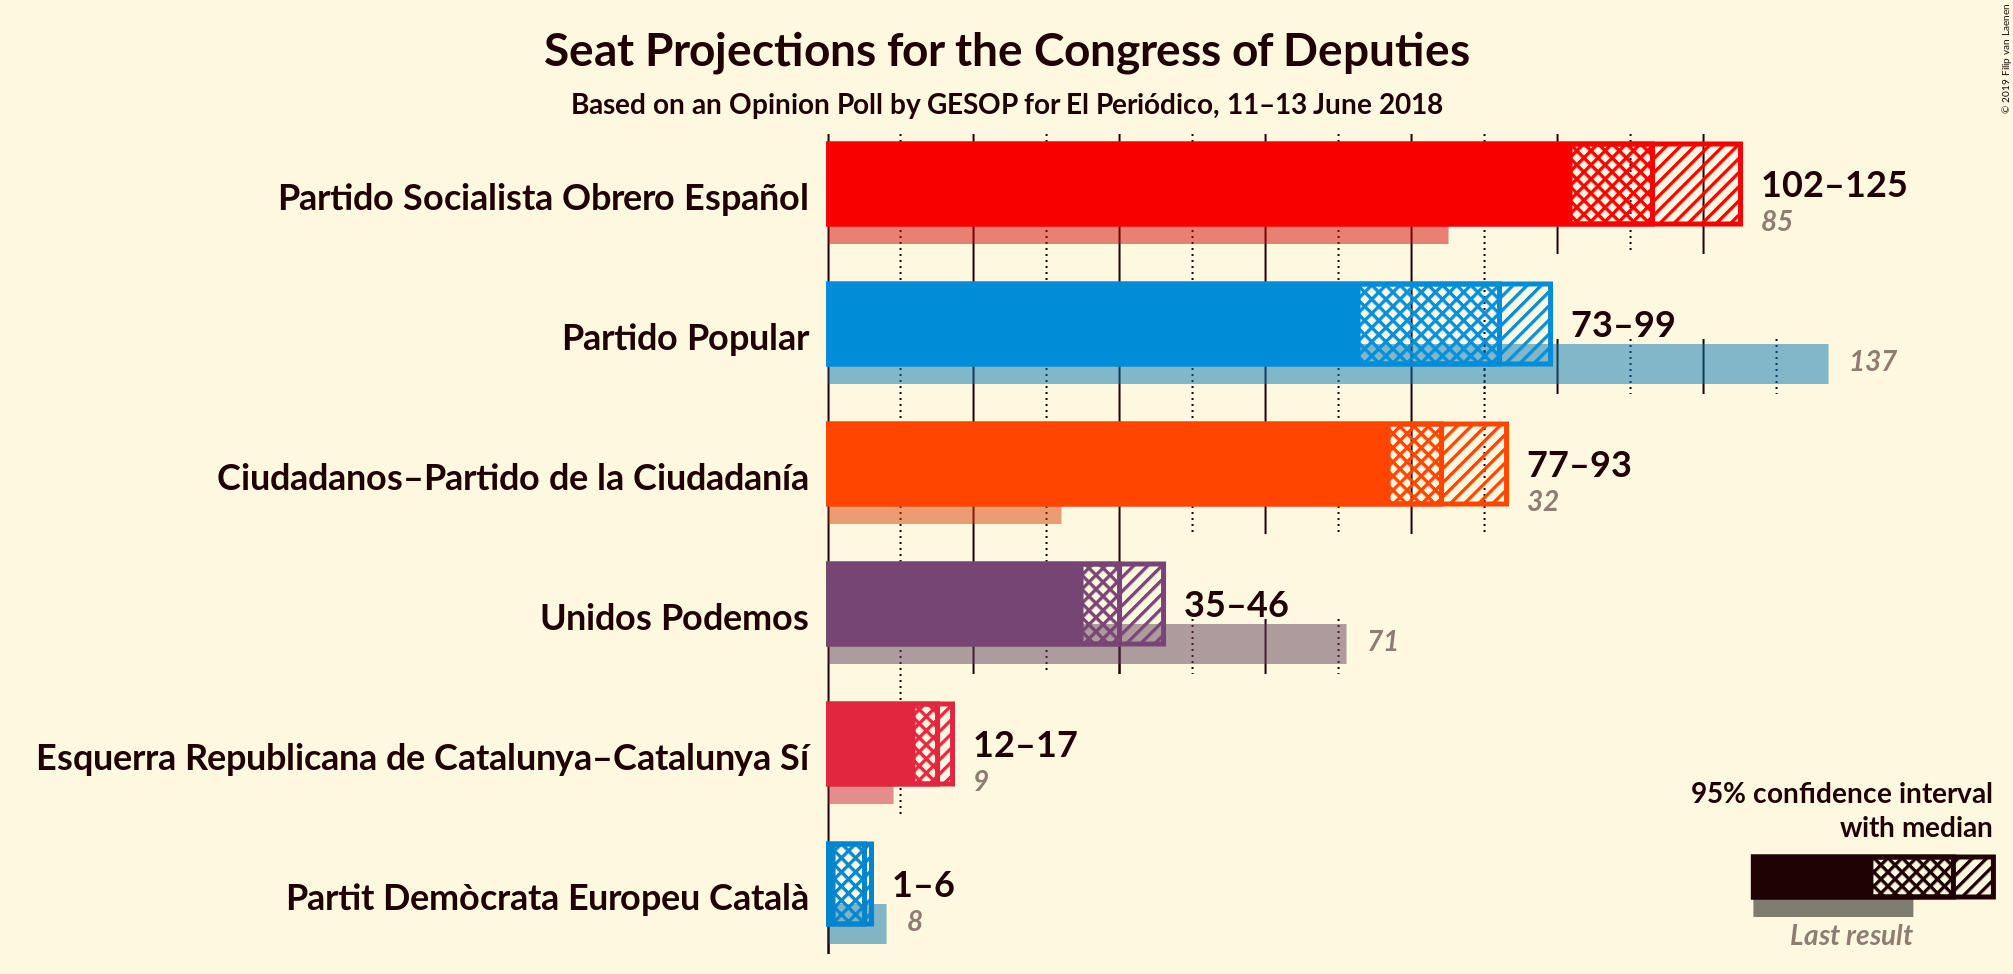 Seat Projections for the Congress of Deputies
Based on an Opinion Poll by GESOP for El Periódico, 11–13 June 2018
© 2019 Filip van Laenen
Partido Socialista Obrero Español
102–125
85
Partido Popular
73–99
137
Ciudadanos–Partido de la Ciudadanía
77–93
32
Unidos Podemos
35–46
71
Esquerra Republicana de Catalunya–Catalunya Sí
12–17
9
Partit Demòcrata Europeu Català
1–6
8
95% confidence interval
with median
Last result